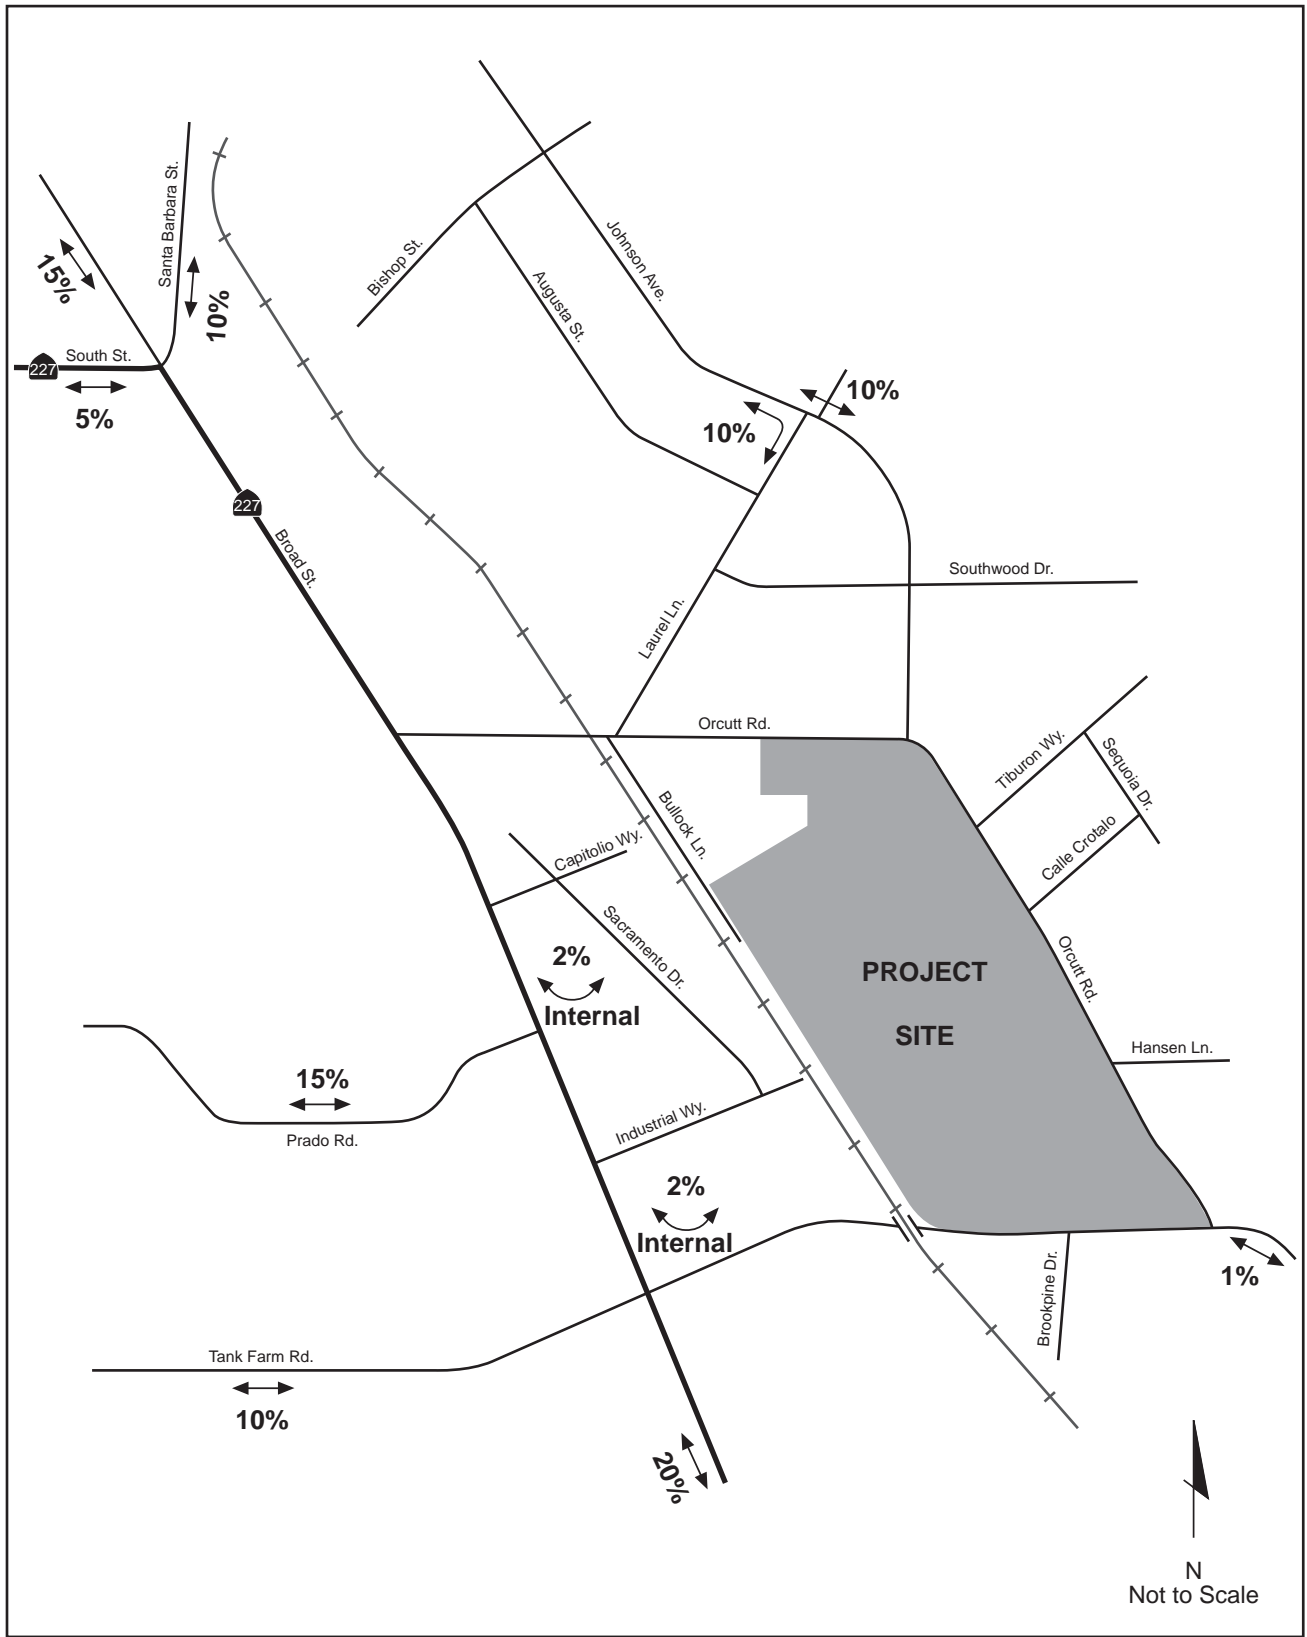 Santa Barbara St.
15%
10%
South St.
227
5%
227
Broad St.
Bishop St.
Augusta St.
Johnson Ave.
10%
10%
Laurel Ln.
Southwood Dr.
Orcutt Rd.
Tiburon Wy.
Sequoia Dr.
Calle Crotalo
Bullock Ln.
Capitolio Wy.
Sacramento Dr.
2%
Internal
PROJECT
SITE
Orcutt Rd.
Hansen Ln.
15%
Prado Rd.
Industrial Wy.
2%
Internal
1%
Brookpine Dr.
Tank Farm Rd.
10%
20%
N
Not to Scale